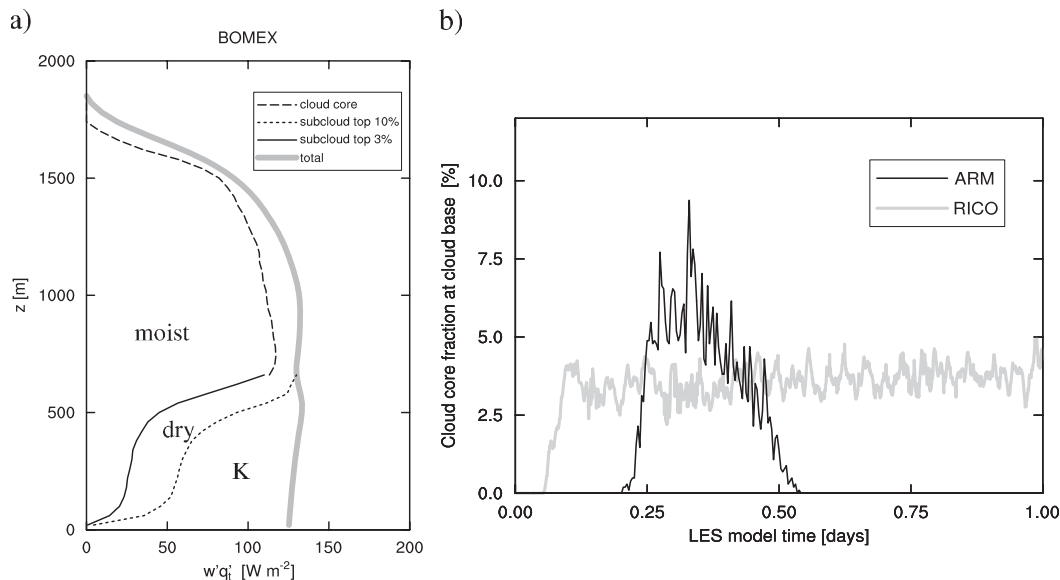 a)
BOMEX
2000
1500
1000
500
0
z [m]
cloud core
subcloud top 10%
subcloud top 3%
total
moist
dry
K
0
50
100
150
200
w'q't [W m-2]
b)
Cloud core fraction at cloud base [%]
10.0
7.5
5.0
2.5
0.0
ARM
RICO
0.00
0.25
0.50
0.75
1.00
LES model time [days]